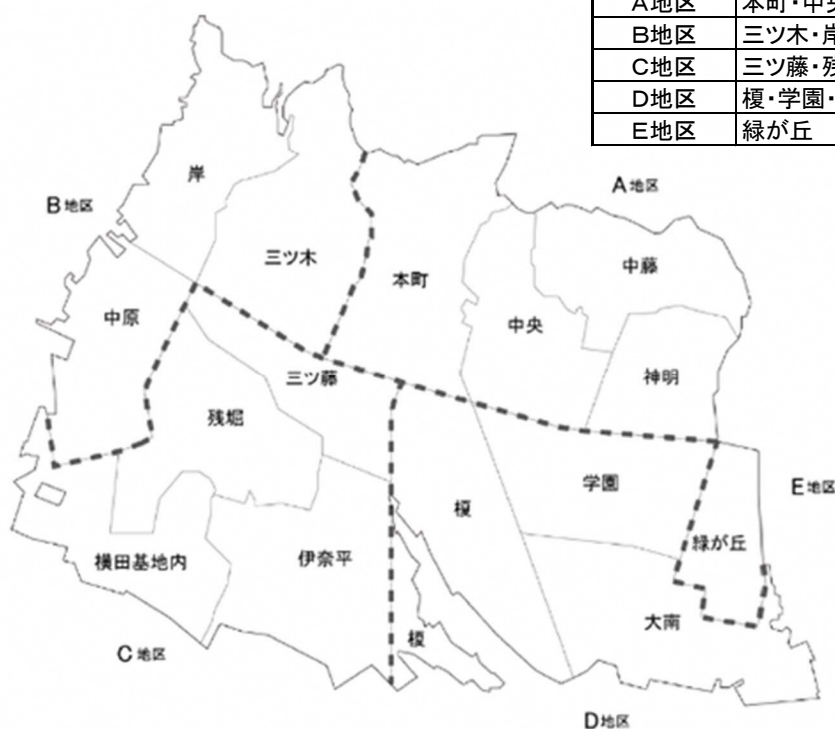 A地区 本町・中央
B地区 三ツ木・岸
C地区 三ツ藤・残
D地区 榎・学園・
E地区 緑が丘
A地区
岸
B地区
三ツ木
中藤
本町
中原
中央
三ツ藤
神明
残堀
学園
E地区
榎
緑が丘
横田基地内
伊奈平
大南
榎
C地区
D地区